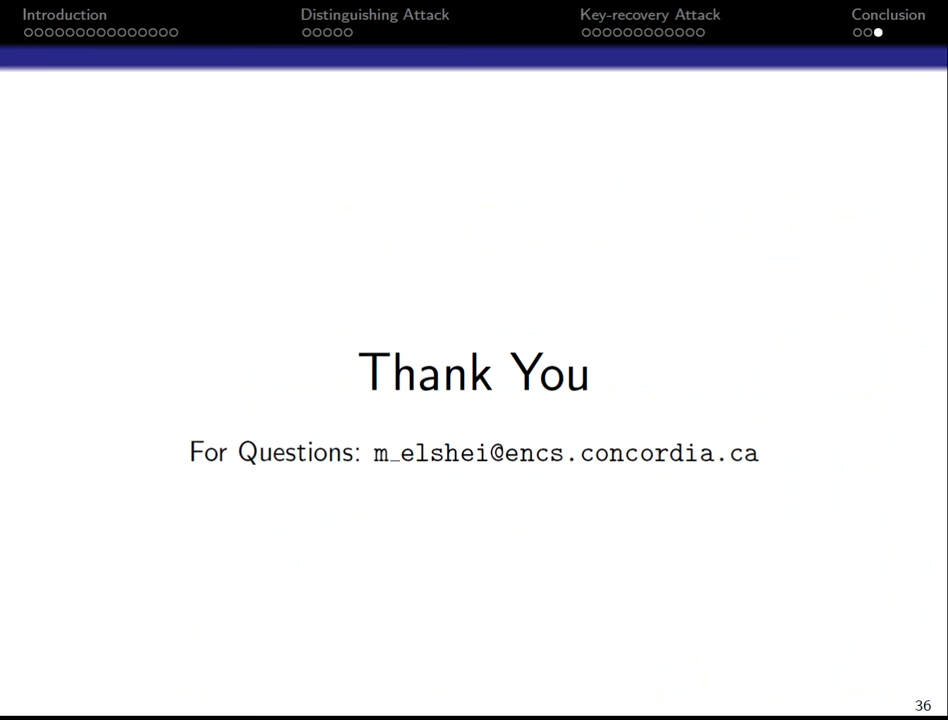 Introduction
Distinguishing Attack
Key-recovery Attack
Conclusion
Thank You
For Questions: m_elshei@encs.concordia.ca
36